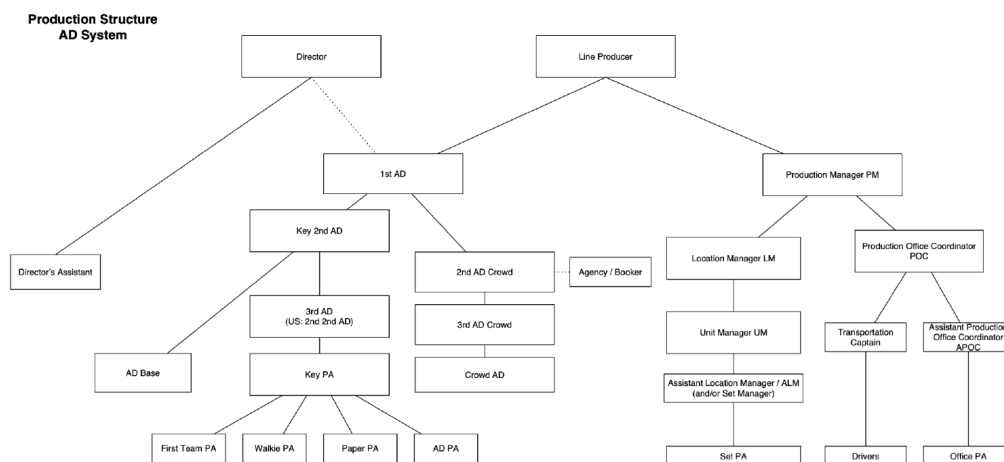 Production Structure
AD System
Director
Line Producer
1st AD
Production Manager PM
Key 2nd AD
Director's Assistant
2nd AD Crowd
Agency / Booker
Location Manager LM
Production Office Coordinator
POC
3rd AD
(US: 2nd 2nd AD)
3rd AD Crowd
Unit Manager UM
Transportation
Captain
Assistant Production
Office Coordinator
APOC
AD Base
Key PA
Crowd AD
Assistant Location Manager / ALM
(and/or Set Manager)
First Team PA
Walkie PA
Paper PA
AD PA
Set PA
Drivers
Office PA